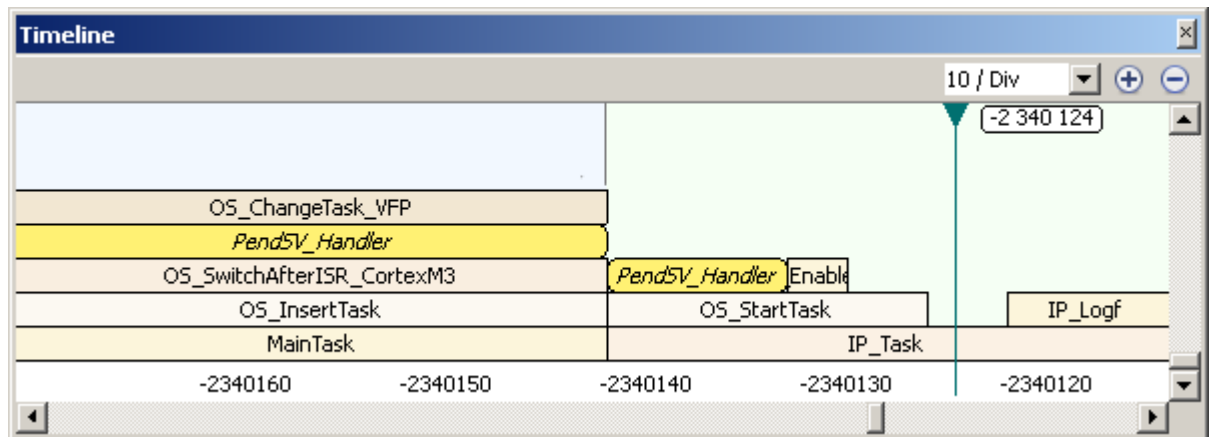 Timeline
10 / Div
-2 340 124
OS_ChangeTask_VFP
PendSV_Handler
OS_SwitchAfterISR_CortexM3 PendSV_Handler Enable
OS_InsertTask OS_StartTask IP_Logf
MainTask IP_Task
-2340160 -2340150 -2340140 -2340130 -2340120